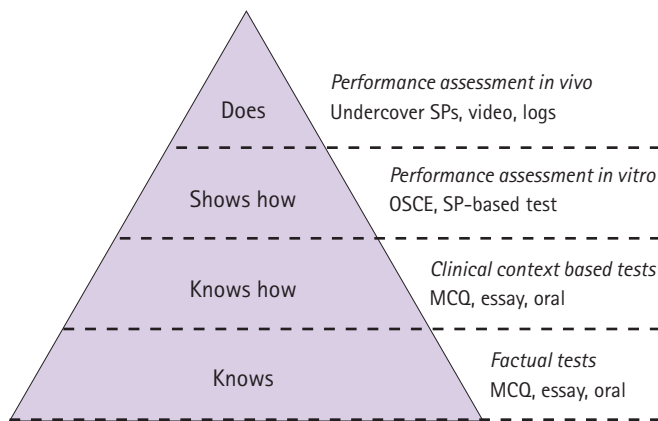 Performance assessment in vivo
Does
Undercover SPs, video, logs
Performance assessment in vitro
Shows how
OSCE, SP-based test
Clinical context based tests
Knows how
MCQ, essay, oral
Factual tests
Knows
MCQ, essay, oral